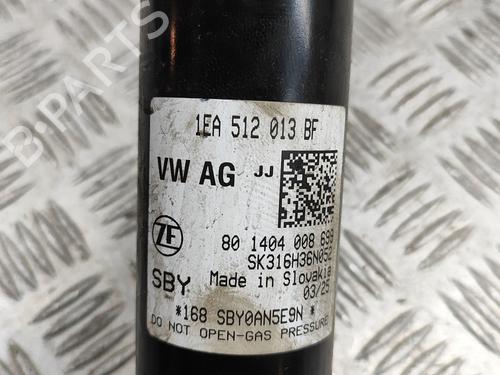 1EA 512 013 BF
VW AG JJ
ZF
80 1404 008 699
SK316H36N052
SBY
Made in Slovakia
03/25
*168 SBY0AN5E9N *
DO NOT OPEN-GAS PRESSURE
B-PARTS